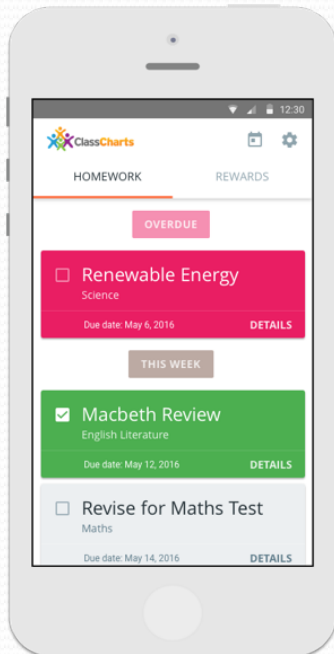 12:30
ClassCharts
HOMEWORK REWARDS
OVERDUE
Renewable Energy
Science
Due date: May 6, 2016 DETAILS
THIS WEEK
Macbeth Review
English Literature
Due date: May 12, 2016 DETAILS
Revise for Maths Test
Maths
Due date: May 14, 2016 DETAILS